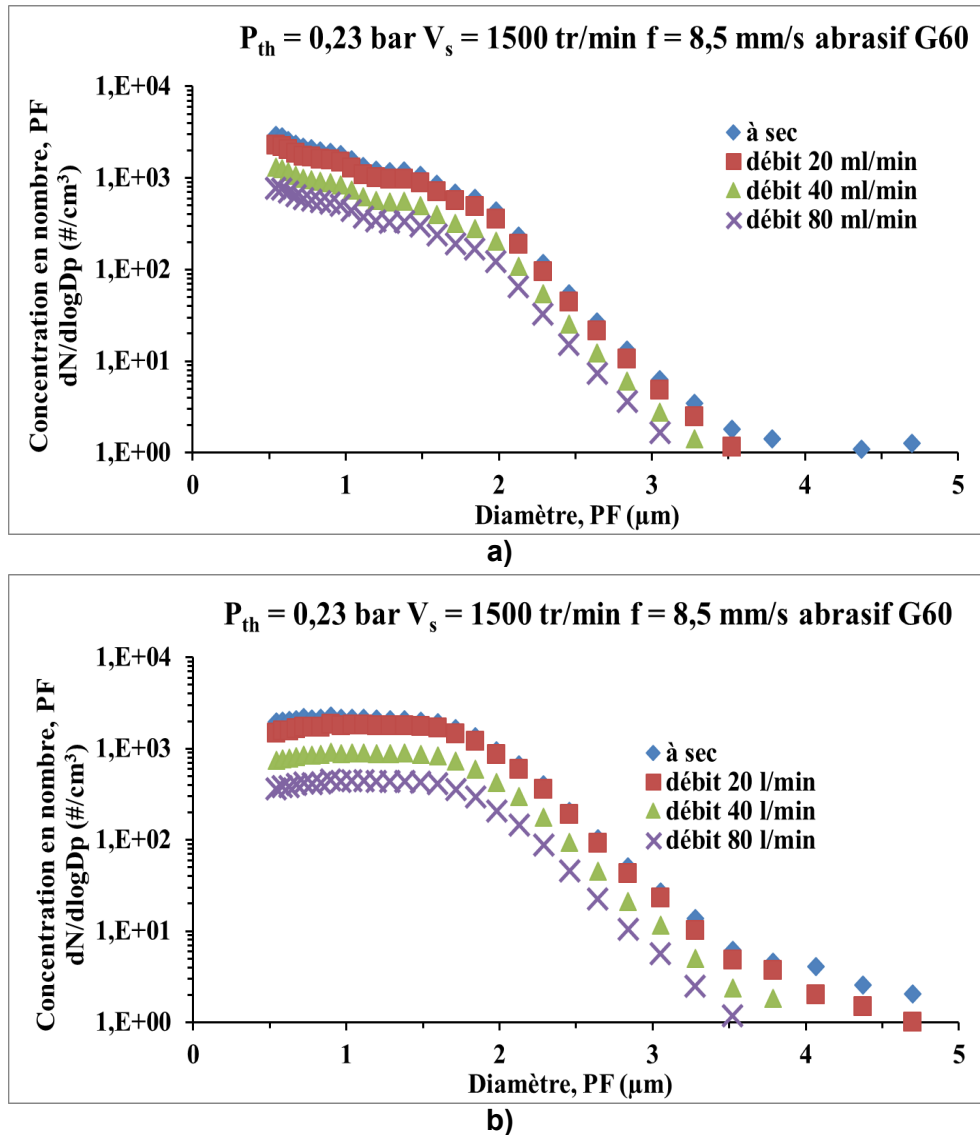 P_th = 0,23 bar V_s = 1500 tr/min f = 8,5 mm/s abrasif G60
Concentration en nombre, PF
dN/dlogDp (#/cm³)
1,E+04
1,E+03
1,E+02
1,E+01
1,E+00
à sec
débit 20 ml/min
débit 40 ml/min
débit 80 ml/min
0 1 2 3 4 5
Diamètre, PF (µm)
a)
P_th = 0,23 bar V_s = 1500 tr/min f = 8,5 mm/s abrasif G60
Concentration en nombre, PF
dN/dlogDp (#/cm³)
1,E+04
1,E+03
1,E+02
1,E+01
1,E+00
à sec
débit 20 l/min
débit 40 l/min
débit 80 l/min
0 1 2 3 4 5
Diamètre, PF (µm)
b)